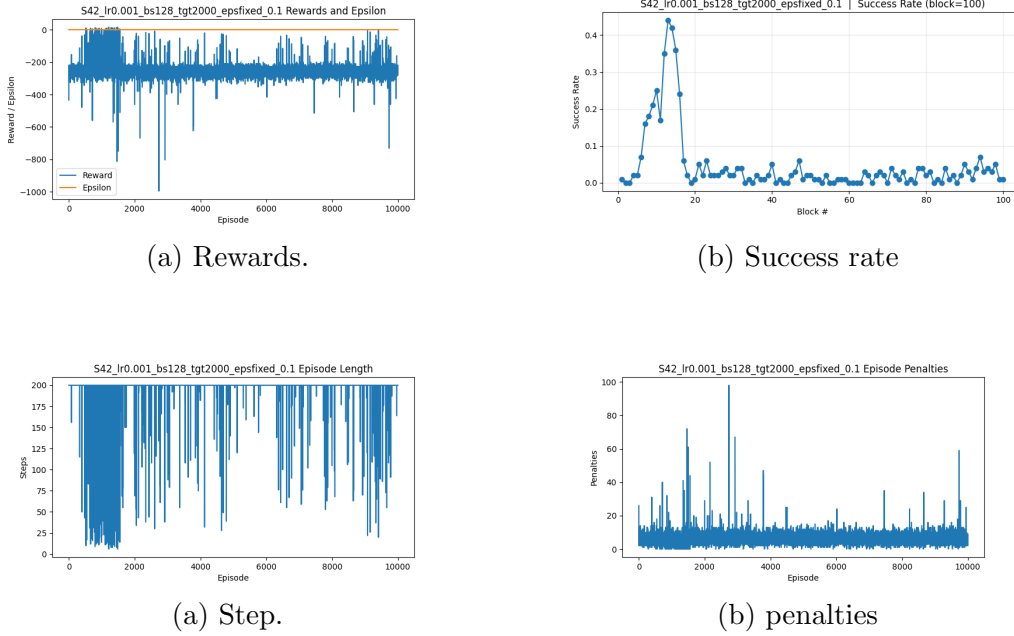 S42_lr0.001_bs128_tgt2000_epsfixed_0.1 Rewards and Epsilon
0
−200
−400
−600
−800
−1000
Reward / Epsilon
Reward
Epsilon
0 2000 4000 6000 8000 10000
Episode
(a) Rewards.
S42_lr0.001_bs128_tgt2000_epsfixed_0.1 | Success Rate (block=100)
0.4
0.3
0.2
0.1
0.0
Success Rate
0 20 40 60 80 100
Block #
(b) Success rate
S42_lr0.001_bs128_tgt2000_epsfixed_0.1 Episode Length
200
175
150
125
100
75
50
25
0
Steps
0 2000 4000 6000 8000 10000
Episode
(a) Step.
S42_lr0.001_bs128_tgt2000_epsfixed_0.1 Episode Penalties
100
80
60
40
20
0
Penalties
0 2000 4000 6000 8000 10000
Episode
(b) penalties